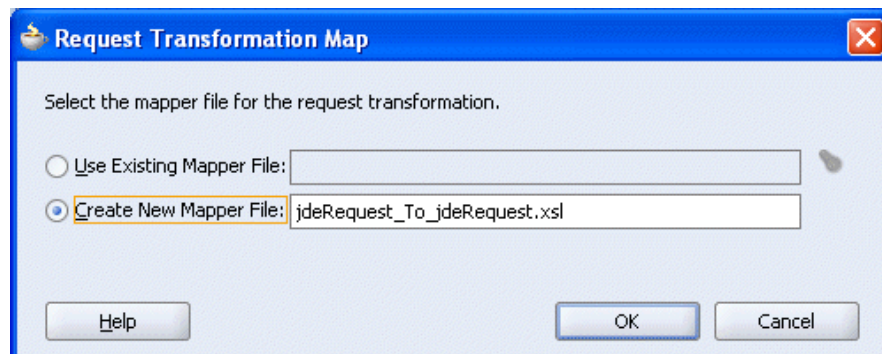 Request Transformation Map
Select the mapper file for the request transformation.
Use Existing Mapper File:
Create New Mapper File: jdeRequest_To_jdeRequest.xsl
Help OK Cancel